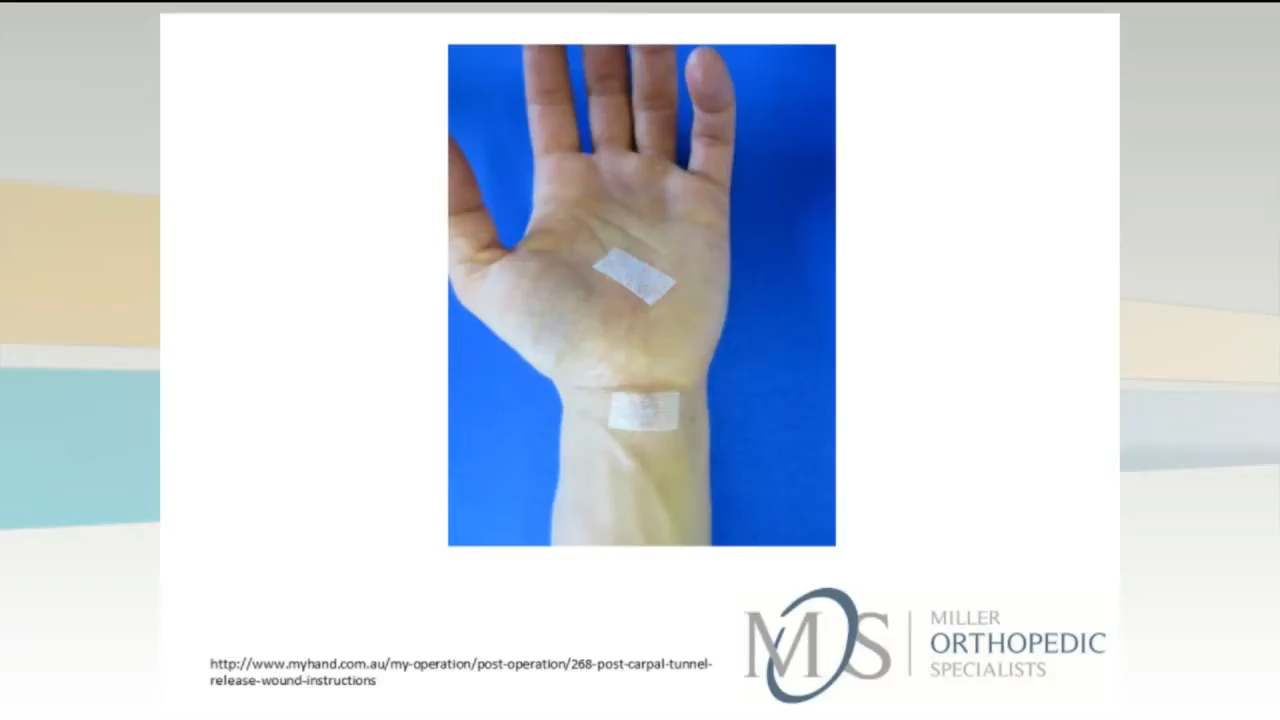 http://www.myhand.com.au/my-operation/post-operation/268-post-carpal-tunnel-
release-wound-instructions
MOS
MILLER
ORTHOPEDIC
SPECIALISTS